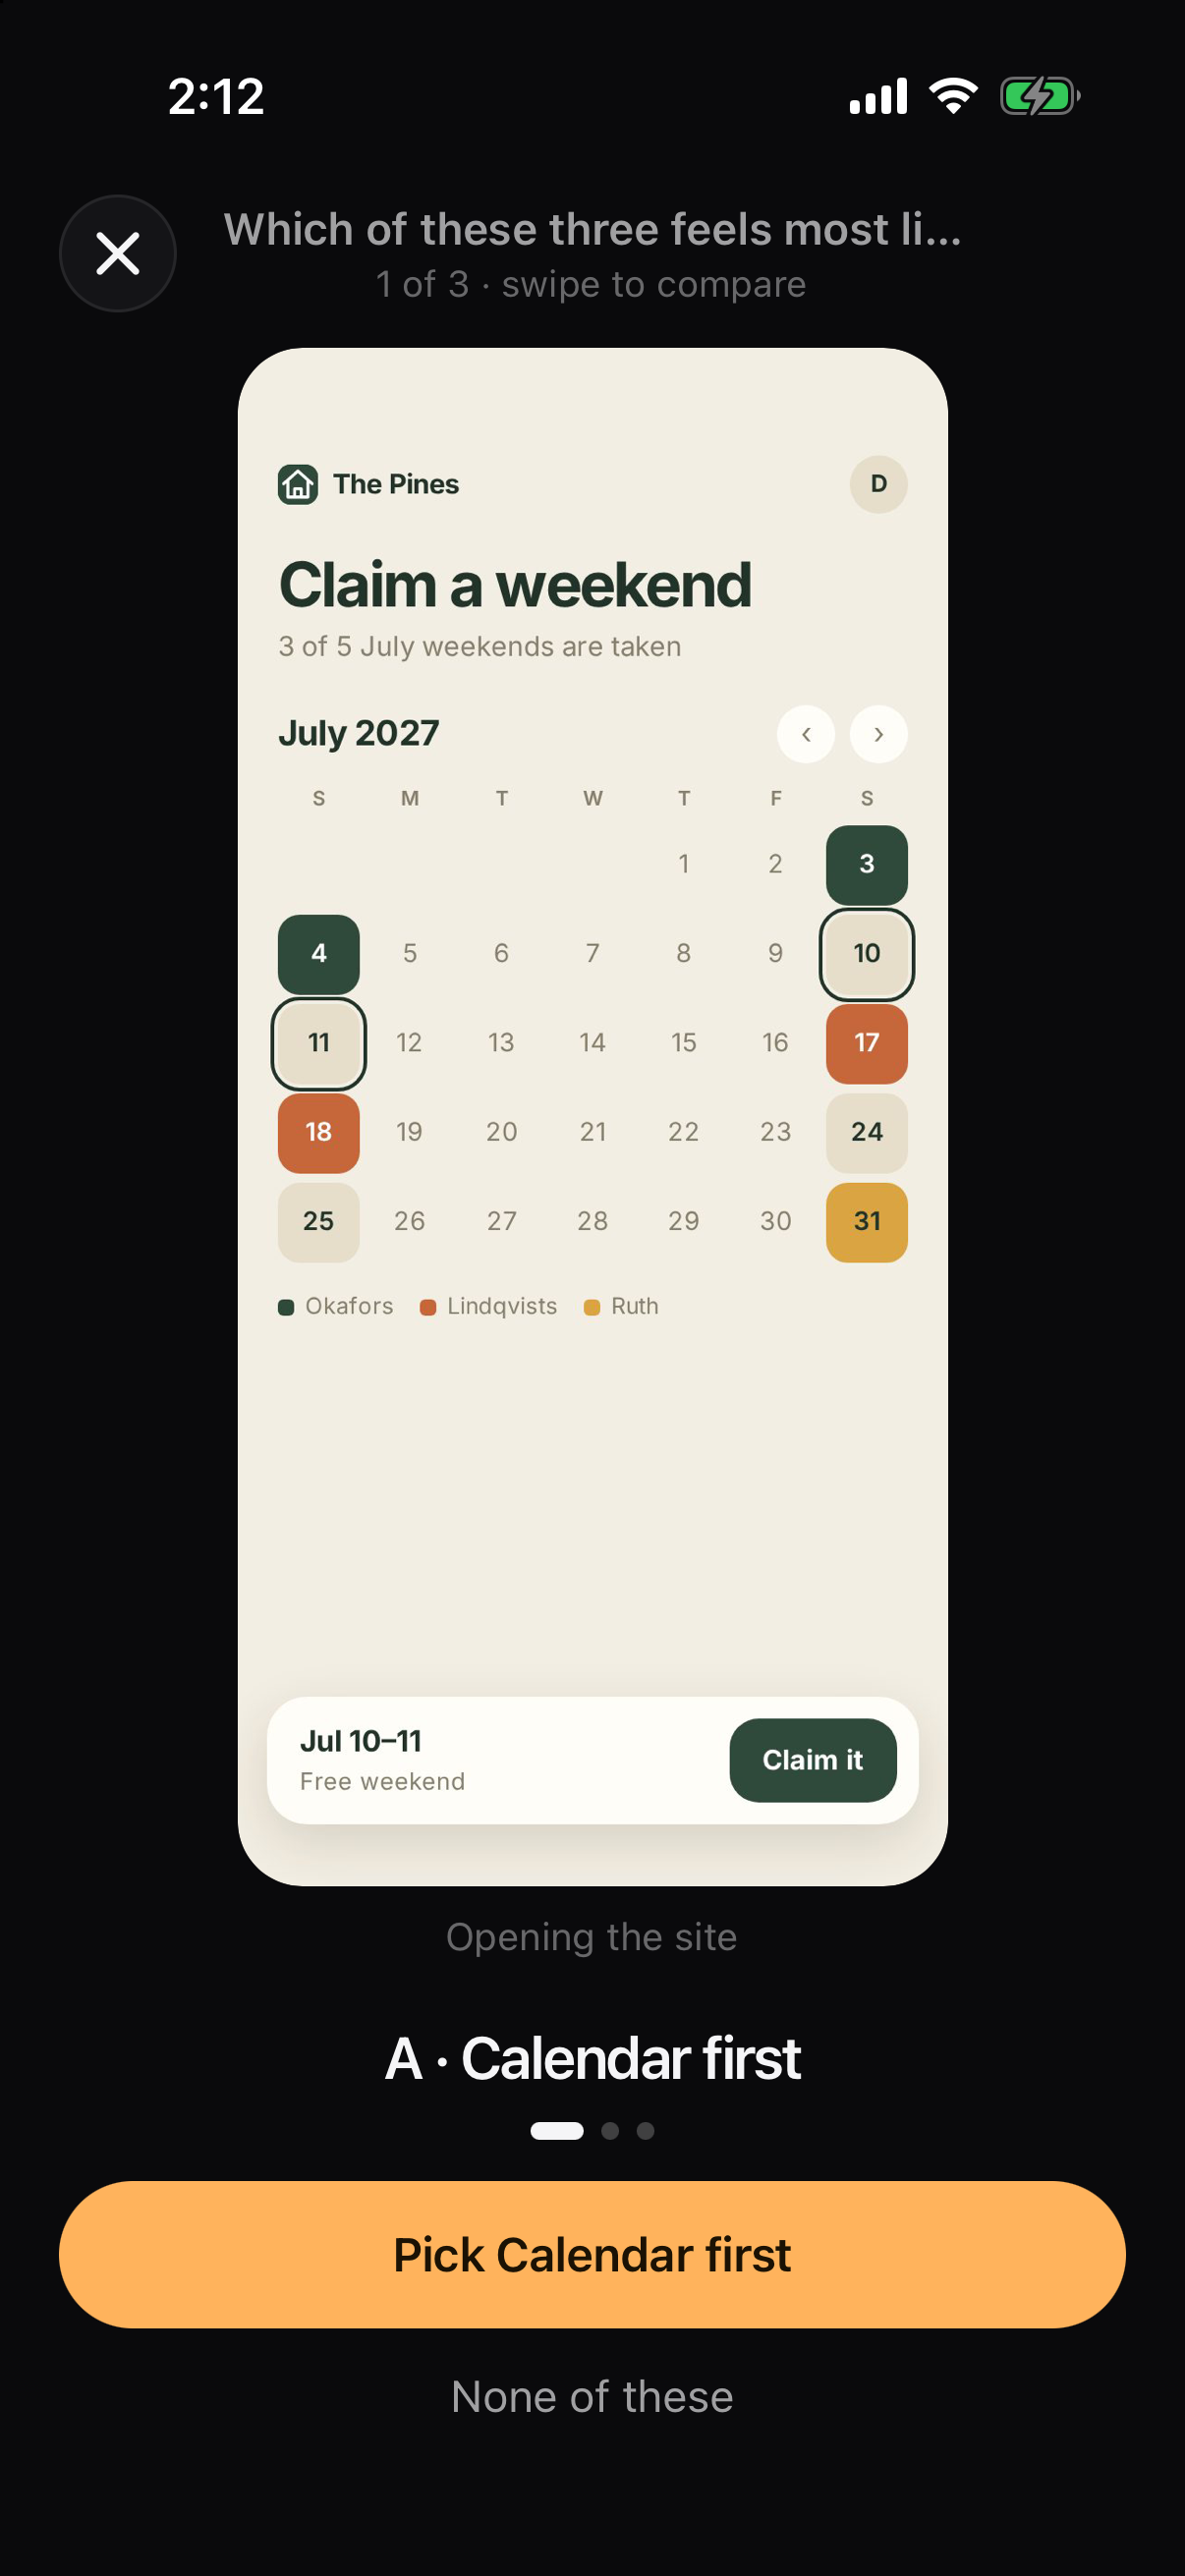 2:12
Which of these three feels most li...
1 of 3 · swipe to compare
The Pines
D
Claim a weekend
3 of 5 July weekends are taken
July 2027
‹ ›
S M T W T F S
1 2 3
4 5 6 7 8 9 10
11 12 13 14 15 16 17
18 19 20 21 22 23 24
25 26 27 28 29 30 31
Okafors Lindqvists Ruth
Jul 10–11
Free weekend
Claim it
Opening the site
A · Calendar first
Pick Calendar first
None of these